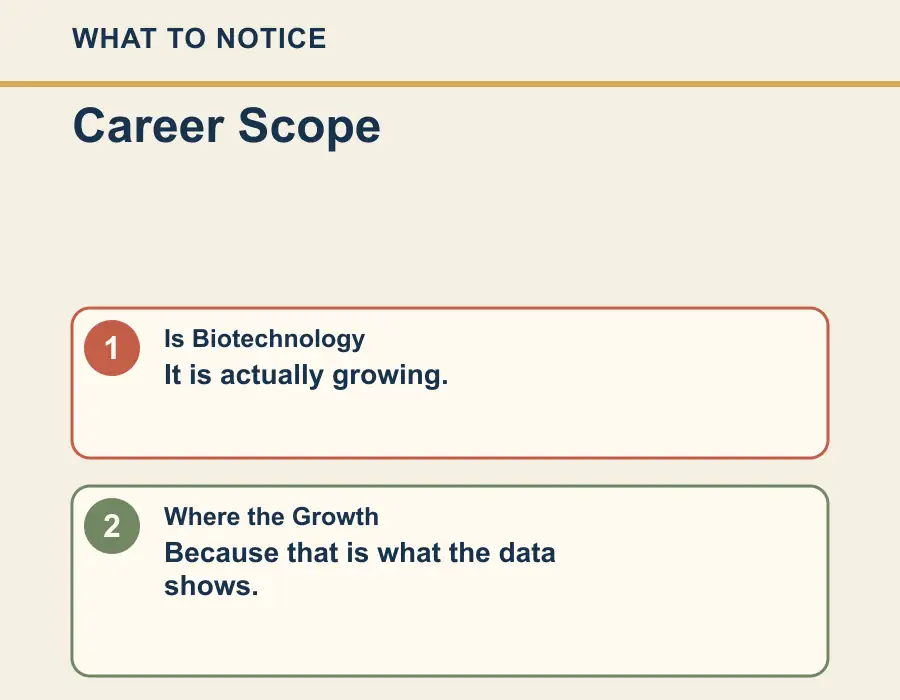 WHAT TO NOTICE
Career Scope
1
Is Biotechnology
It is actually growing.
2
Where the Growth
Because that is what the data
shows.